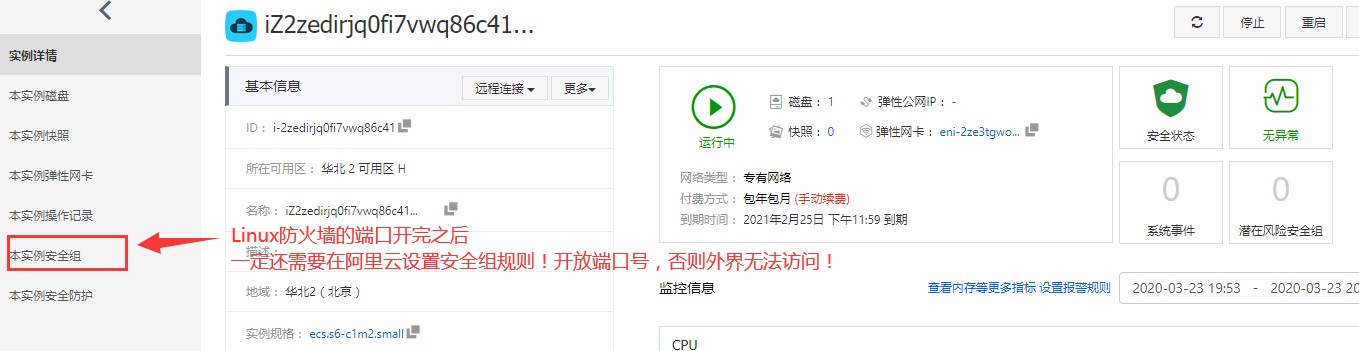 iZ2zedirjq0fi7vwq86c41...
停止
重启
实例详情
本实例磁盘
本实例快照
本实例弹性网卡
本实例操作记录
本实例安全组
本实例安全防护
基本信息
远程连接
更多
ID： i-2zedirjq0fi7vwq86c41
所在可用区： 华北 2 可用区 H
名称： iZ2zedirjq0fi7vwq86c41...
描述：
Linux防火墙的端口开完之后
一定还需要在阿里云设置安全组规则！开放端口号，否则外界无法访问！
地域： 华北2（北京）
实例规格： ecs.s6-c1m2.small
运行中
磁盘： 1
弹性公网IP： -
快照： 0
弹性网卡： eni-2ze3tgwo...
网络类型： 专有网络
付费方式： 包年包月 (手动续费)
到期时间： 2021年2月25日 下午11:59 到期
安全状态
无异常
0
系统事件
0
潜在风险安全组
监控信息
查看内存等更多指标 设置报警规则
2020-03-23 19:53 - 2020-03-23 20
CPU